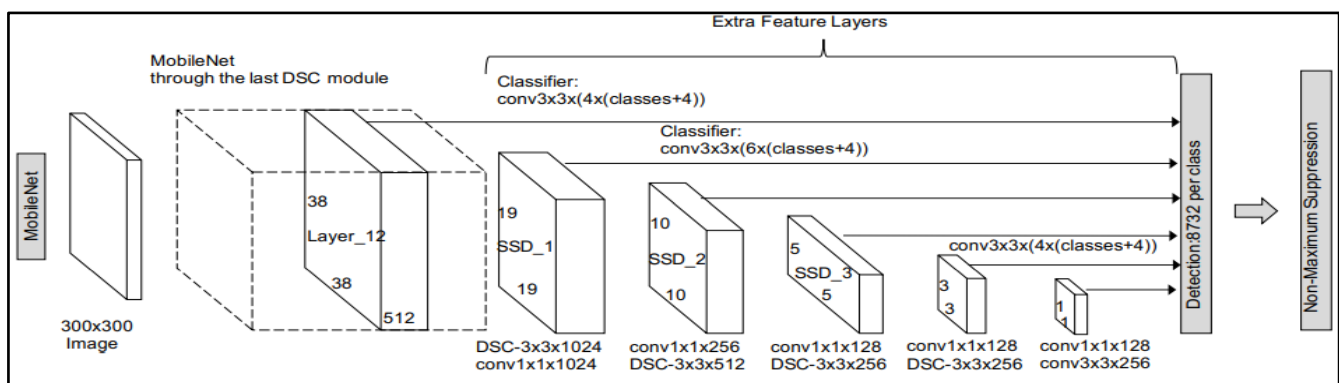 Extra Feature Layers
MobileNet
through the last DSC module
Classifier:
conv3x3x(4x(classes+4))
Classifier:
conv3x3x(6x(classes+4))
MobileNet
38
Layer_12
38
512
19
SSD_1
19
10
SSD_2
10
5
SSD_3
5
conv3x3x(4x(classes+4))
3
3
1
1
Detection:8732 per class
Non-Maximum Suppression
300x300
Image
DSC-3x3x1024
conv1x1x1024
conv1x1x256
DSC-3x3x512
conv1x1x128
DSC-3x3x256
conv1x1x128
DSC-3x3x256
conv1x1x128
conv3x3x256